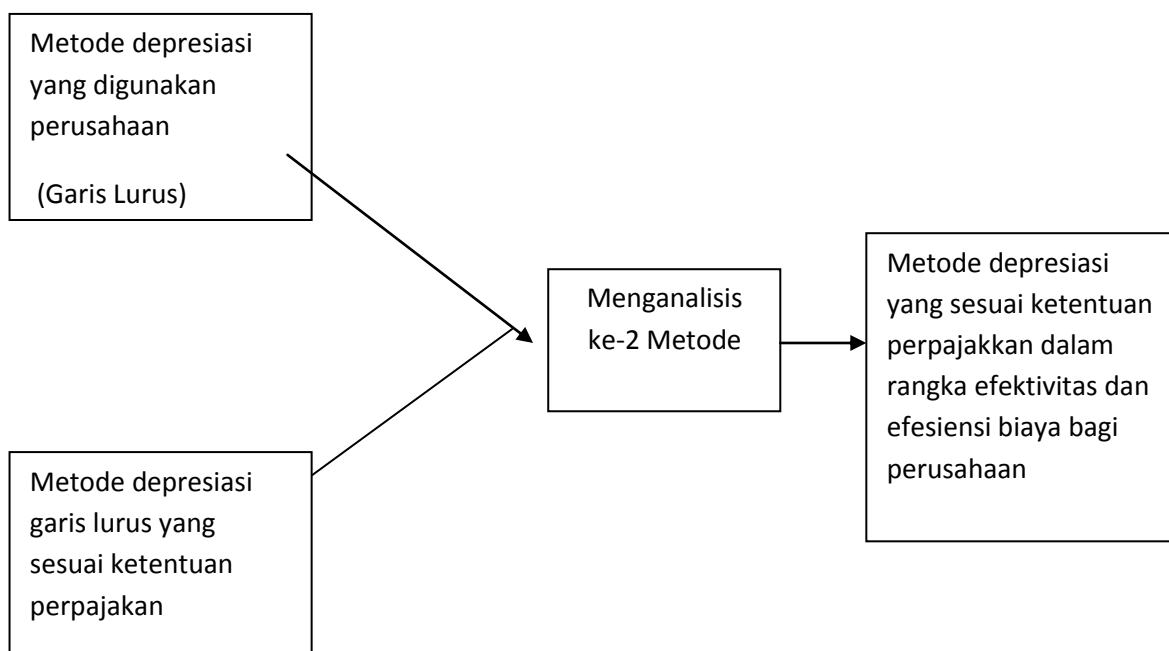 Metode depresiasi
yang digunakan
perusahaan
(Garis Lurus)
Menganalisis
ke-2 Metode
Metode depresiasi
yang sesuai ketentuan
perpajakkan dalam
rangka efektivitas dan
efesiensi biaya bagi
perusahaan
Metode depresiasi
garis lurus yang
sesuai ketentuan
perpajakan